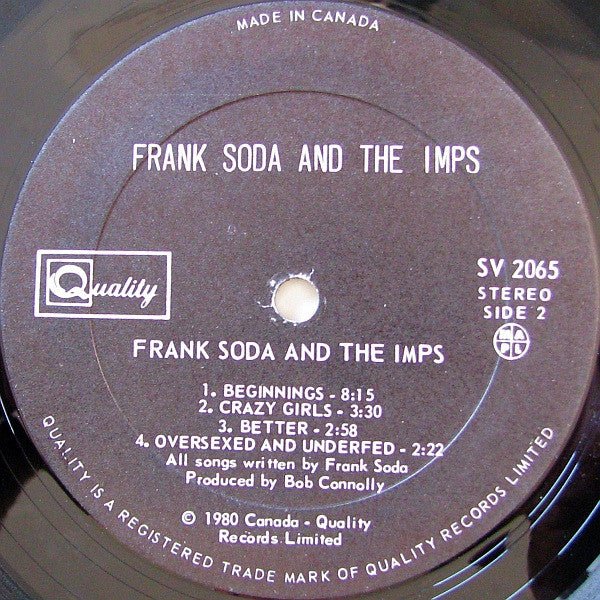 MADE IN CANADA
FRANK SODA AND THE IMPS
Quality
SV 2065
STEREO
SIDE 2
MAPL
FRANK SODA AND THE IMPS
1. BEGINNINGS - 8:15
2. CRAZY GIRLS - 3:30
3. BETTER - 2:58
4. OVERSEXED AND UNDERFED - 2:22
All songs written by Frank Soda
Produced by Bob Connolly
© 1980 Canada - Quality
Records Limited
QUALITY IS A REGISTERED TRADE MARK OF QUALITY RECORDS LIMITED